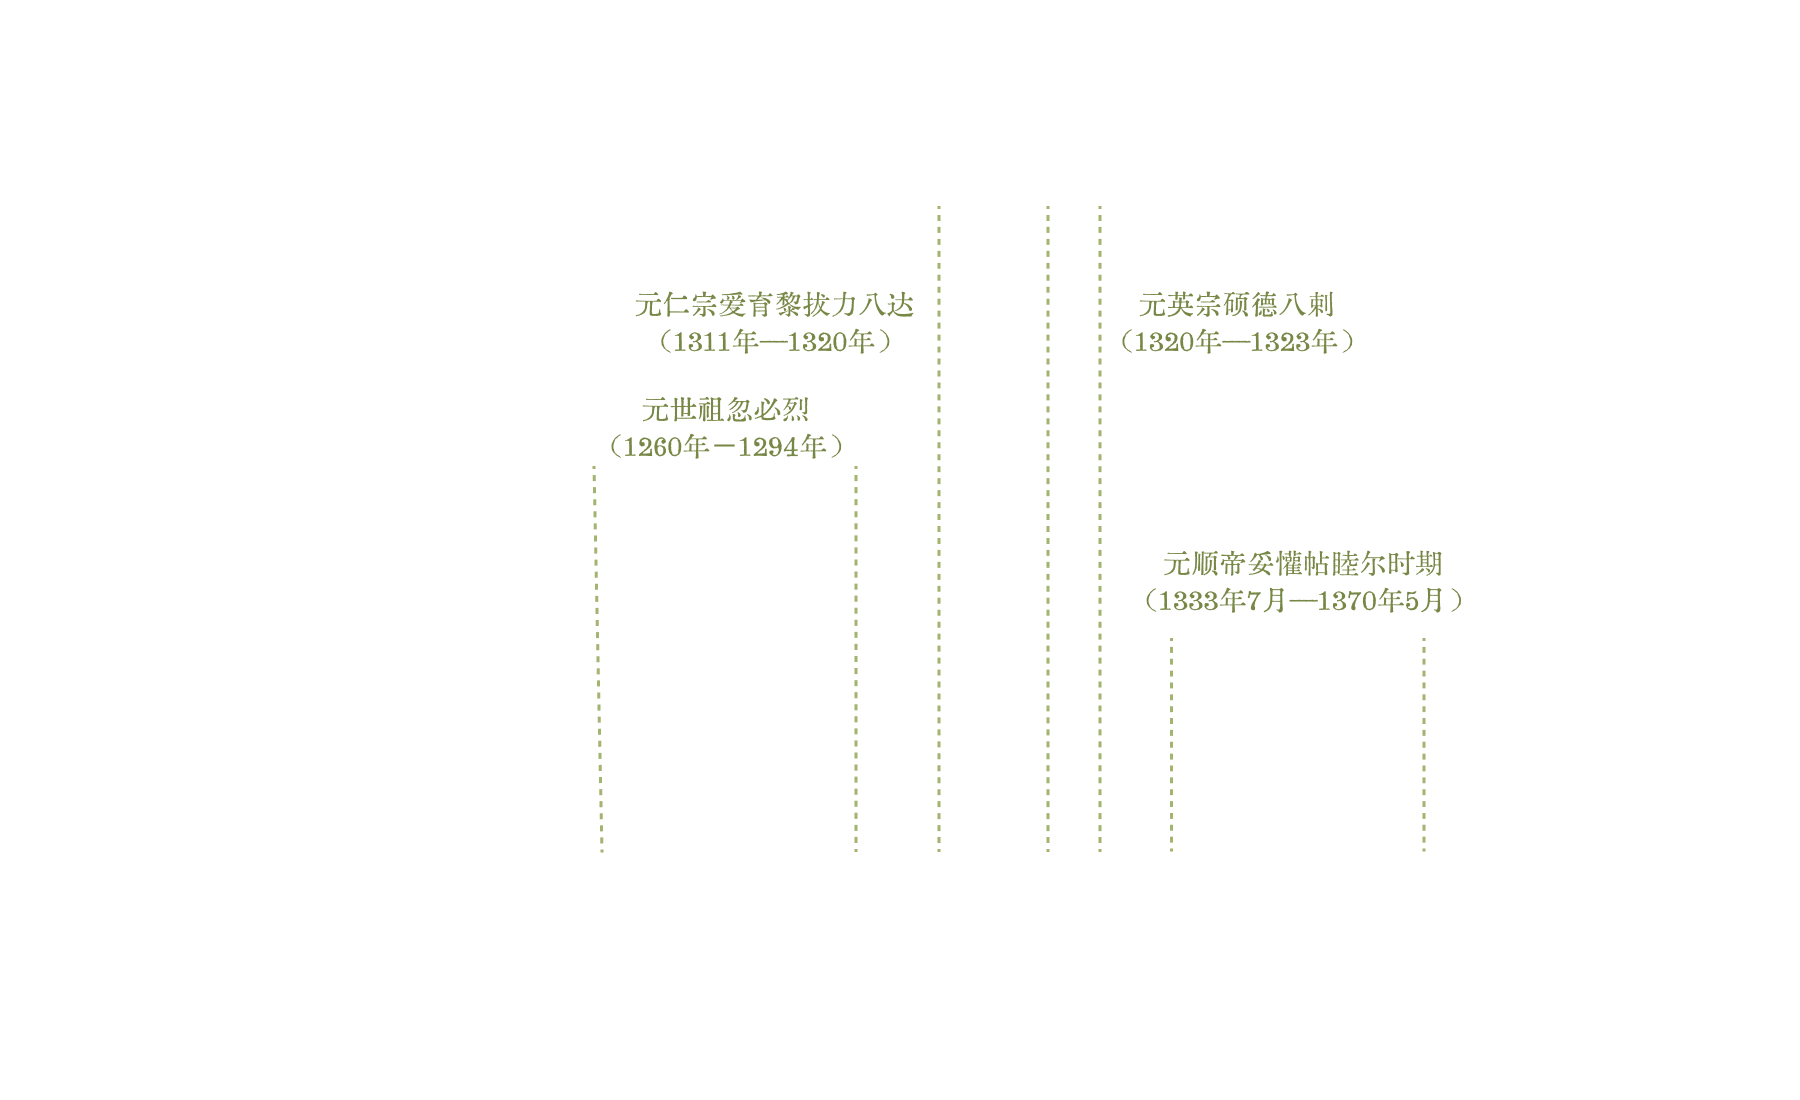 元仁宗爱育黎拔力八达
（1311年—1320年）
元英宗硕德八剌
（1320年—1323年）
元世祖忽必烈
（1260年－1294年）
元顺帝妥懽帖睦尔时期
（1333年7月—1370年5月）